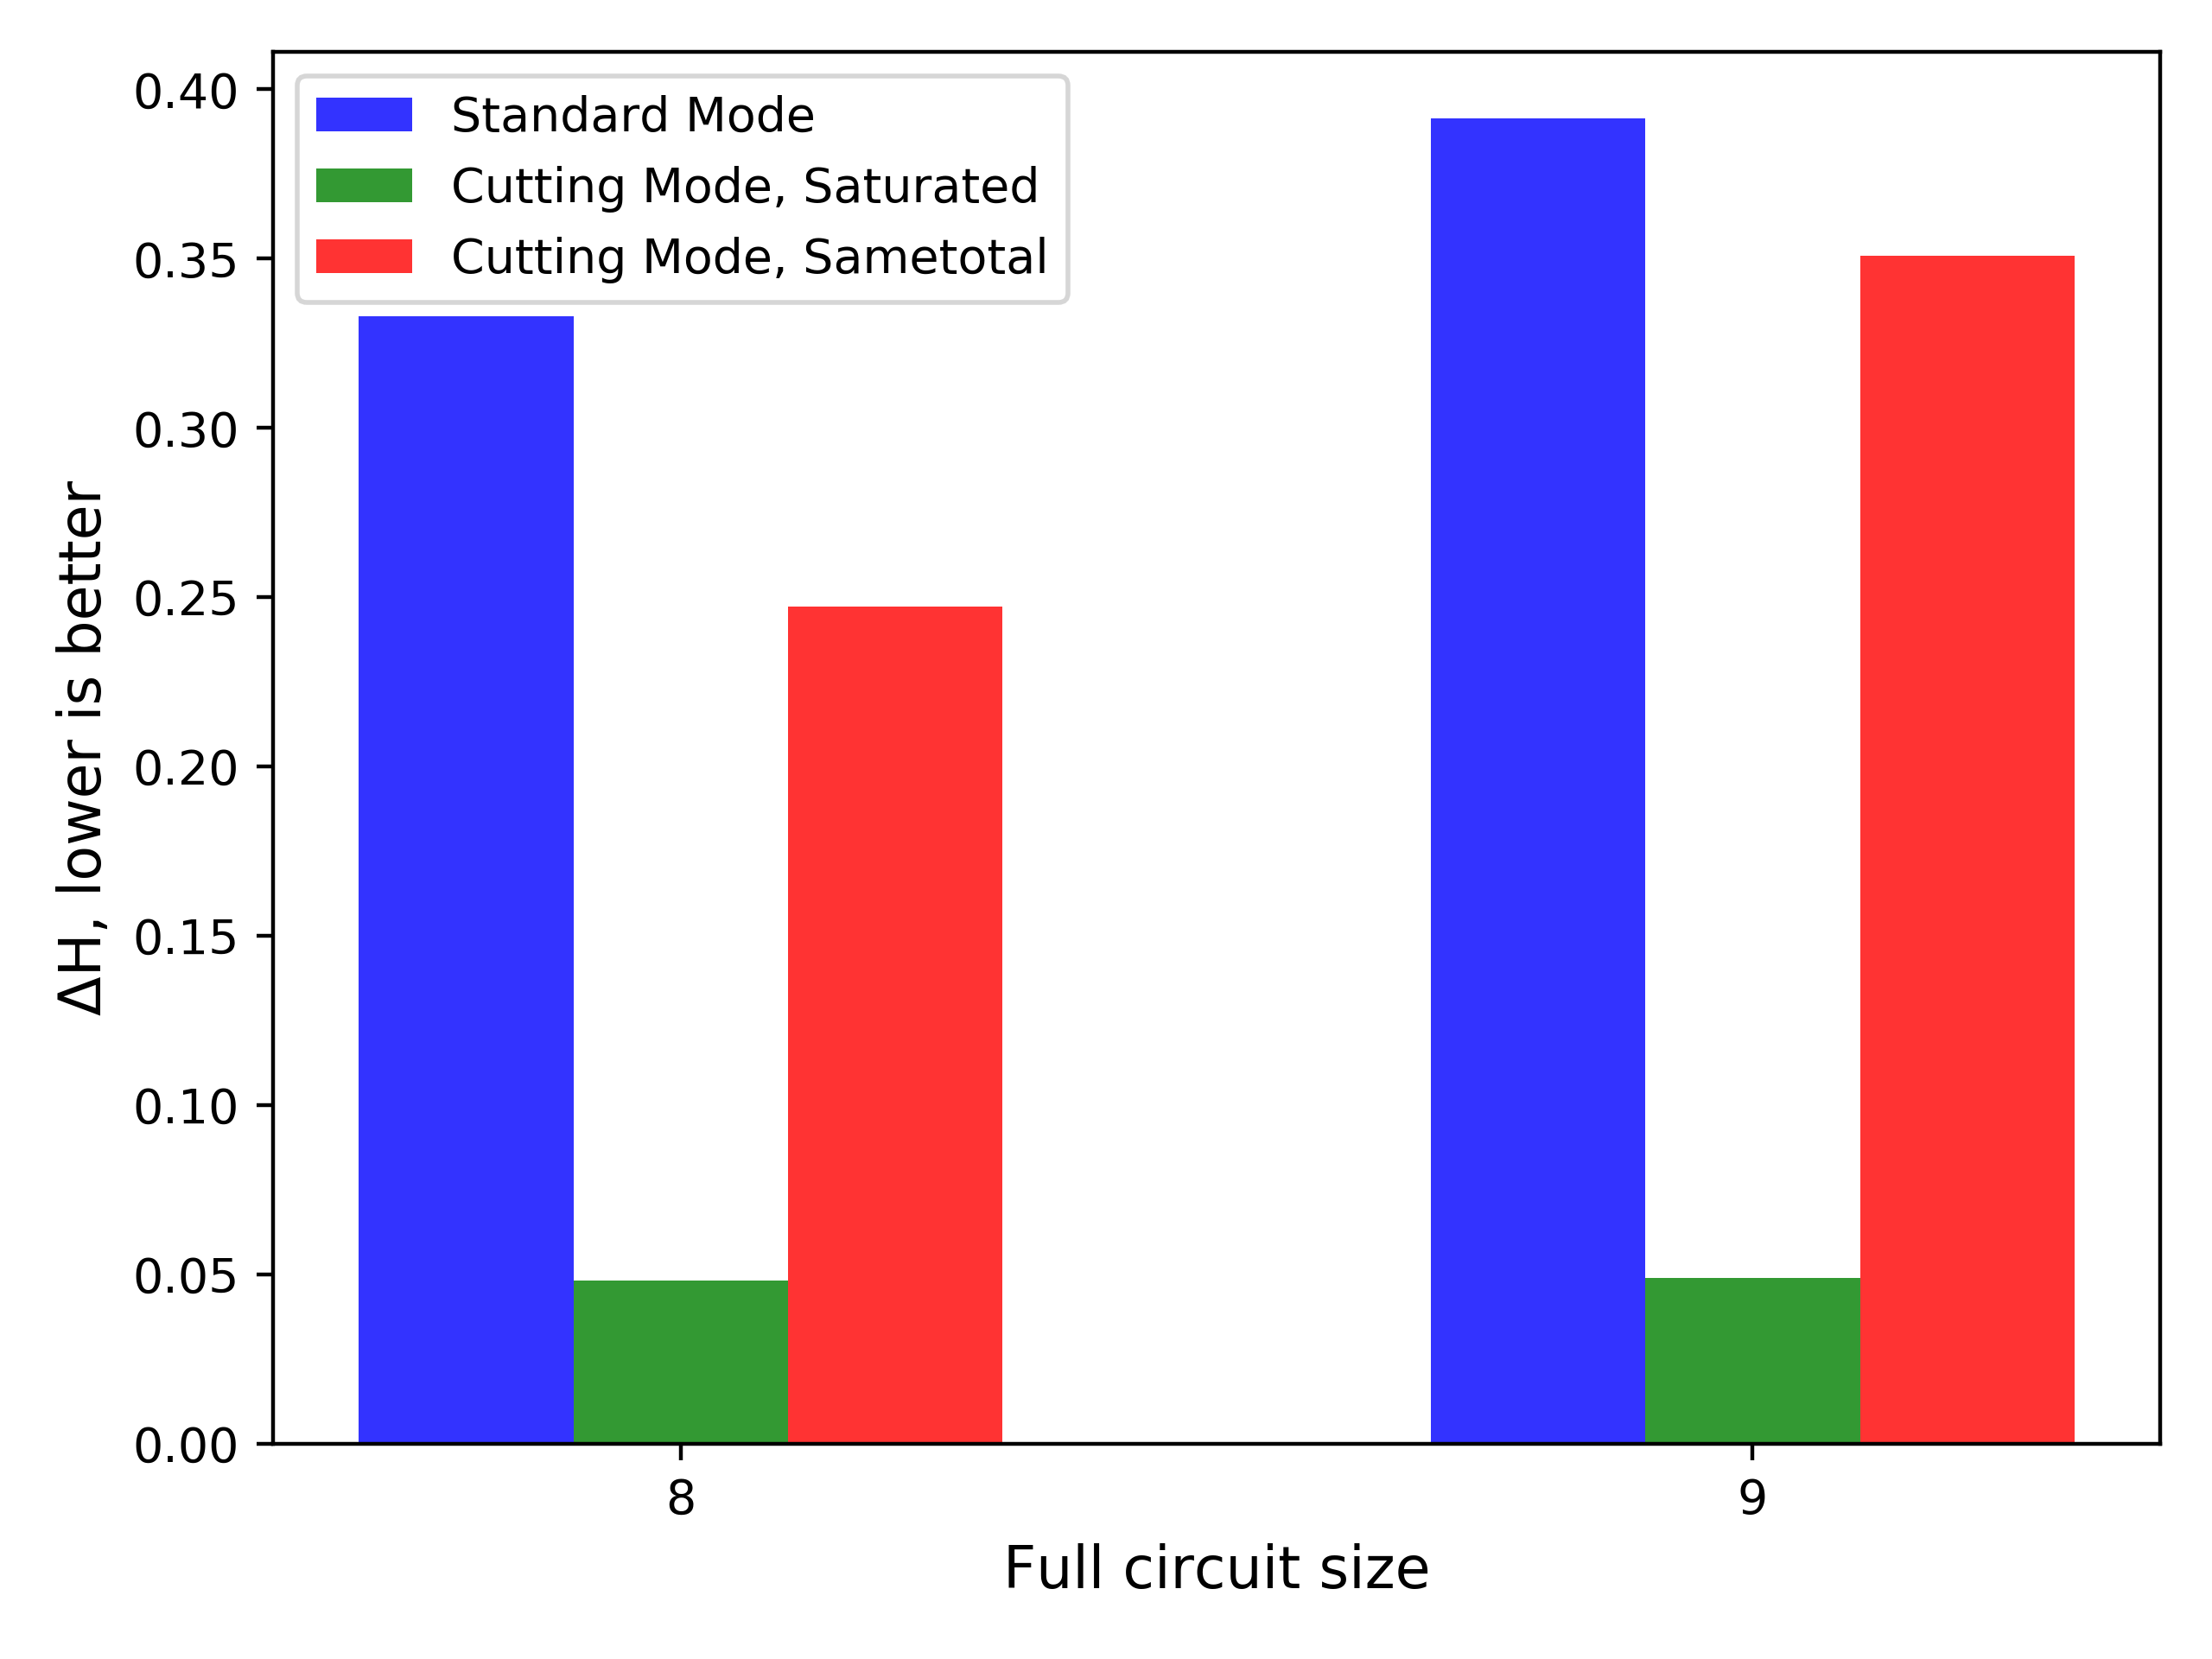 Standard Mode
Cutting Mode, Saturated
Cutting Mode, Sametotal
0.40
0.35
0.30
0.25
0.20
0.15
0.10
0.05
0.00
ΔH, lower is better
8
9
Full circuit size